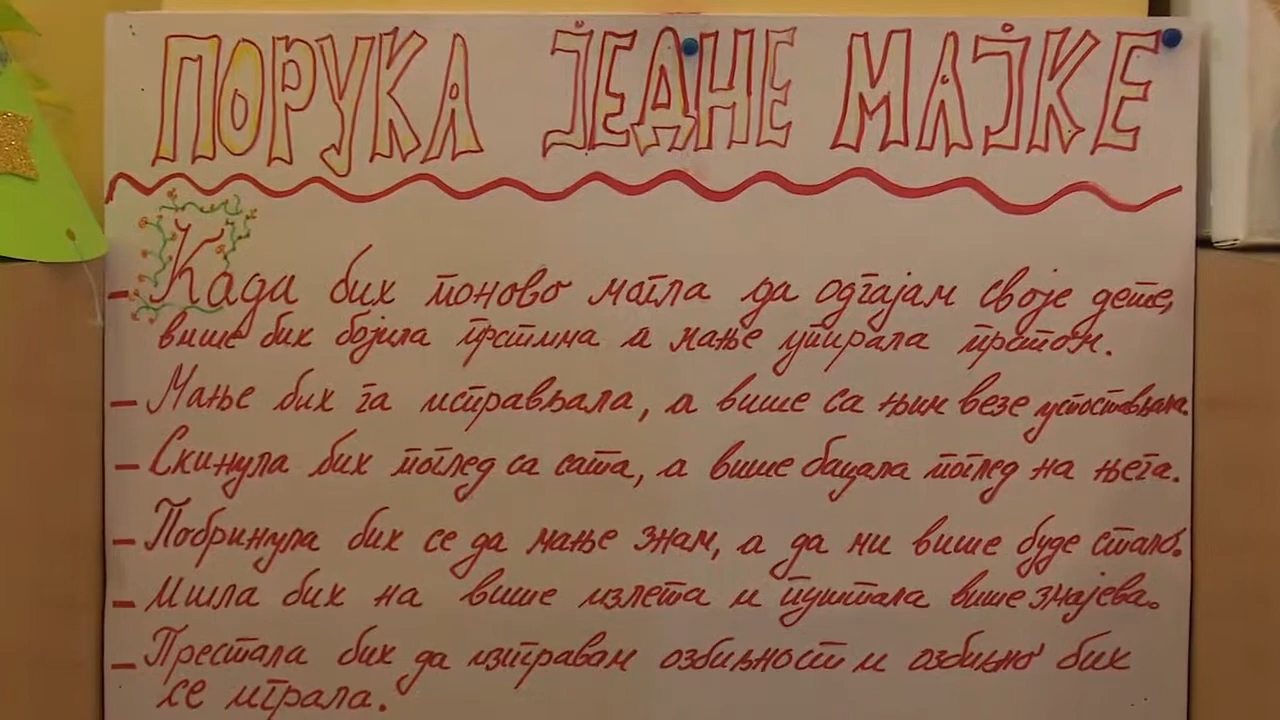 ПОРУКА ЈЕДНЕ МАЈКЕ
- Када бих поново могла да одгајам своје дете,
више бих бојила прстима а мање упирала прстом.
- Мање бих га исправљала, а више са њим везе успостављала.
- Скинула бих поглед са сата, а више бацала поглед на њега.
- Побринула бих се да мање знам, а да ми више буде стало.
- Ишла бих на више излета и пуштала више змајева.
- Престала бих да изигравам озбиљност и озбиљно бих
се играла.